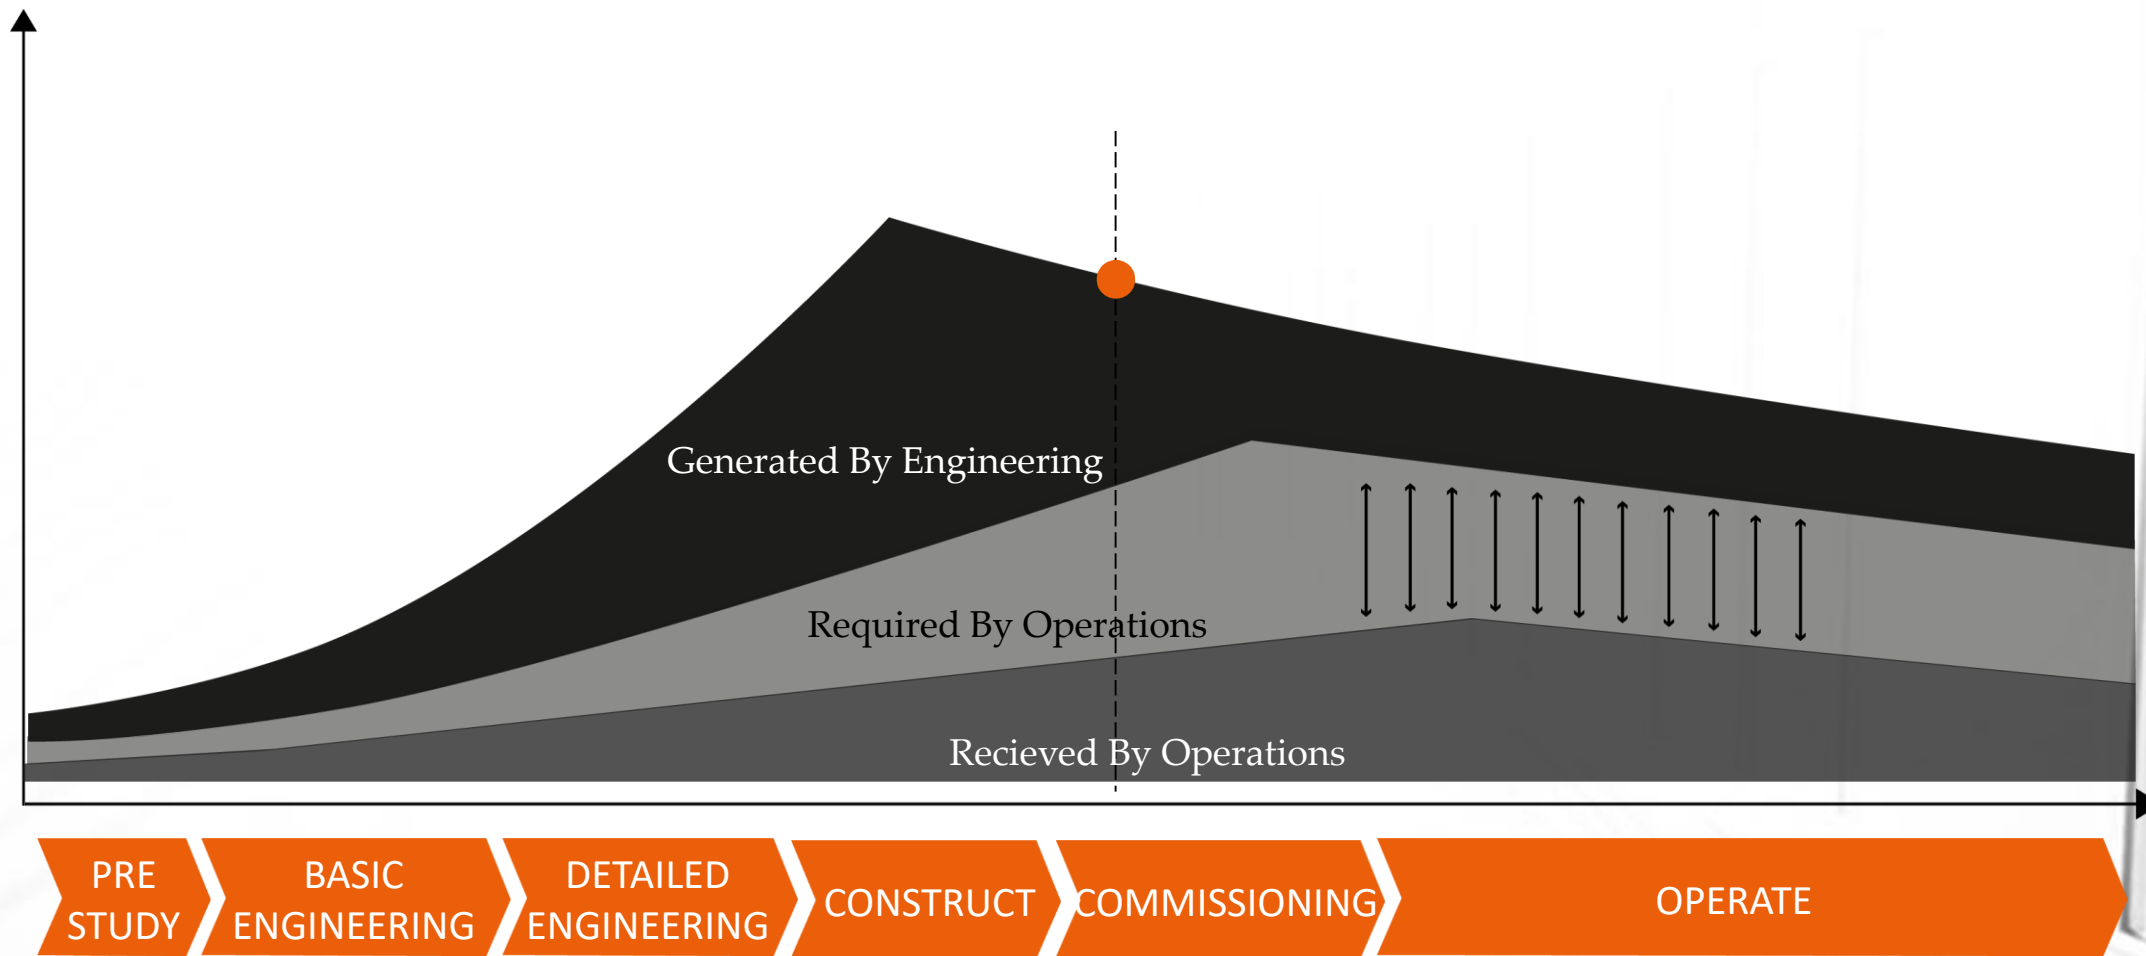 Generated By Engineering
Required By Operations
Recieved By Operations
PRE
STUDY
BASIC
ENGINEERING
DETAILED
ENGINEERING
CONSTRUCT
COMMISSIONING
OPERATE